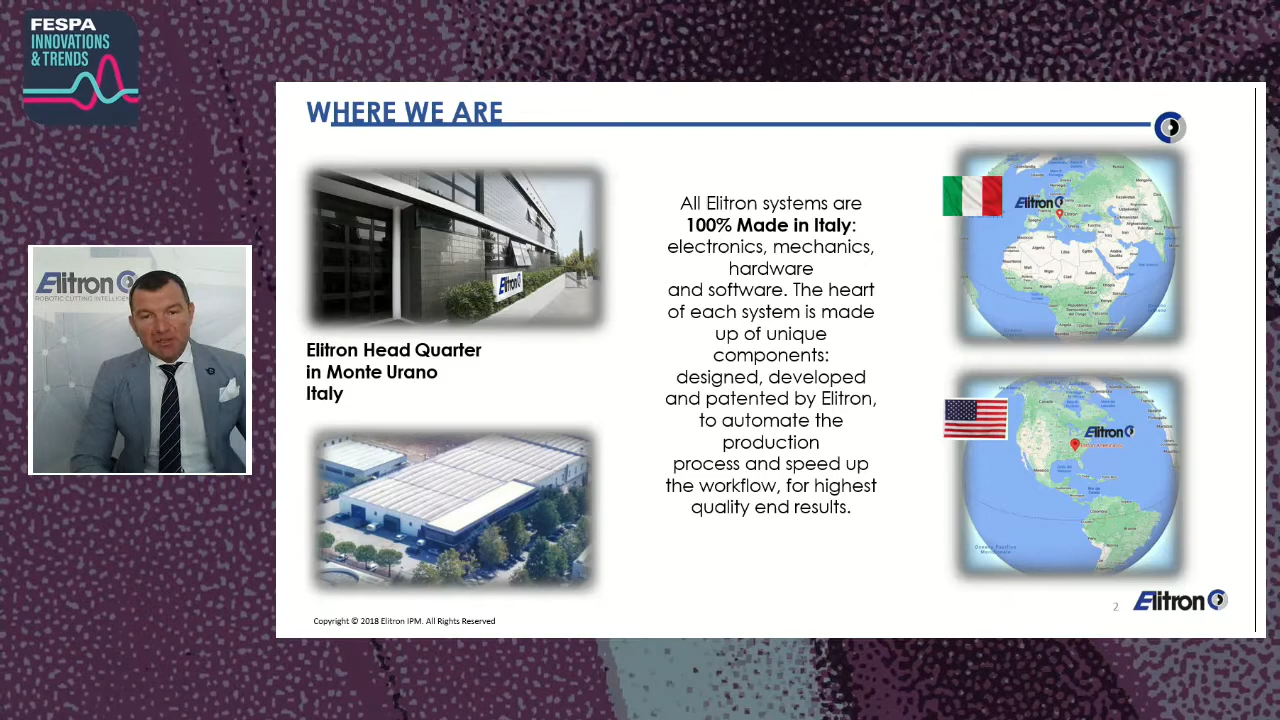 FESPA
INNOVATIONS
& TRENDS
Elitron
ROBOTIC CUTTING INTELLIGEN
WHERE WE ARE
Elitron
Elitron Head Quarter
in Monte Urano
Italy
All Elitron systems are
100% Made in Italy:
electronics, mechanics,
hardware
and software. The heart
of each system is made
up of unique
components:
designed, developed
and patented by Elitron,
to automate the
production
process and speed up
the workflow, for highest
quality end results.
Elitron
Elitron
Copyright © 2018 Elitron IPM. All Rights Reserved
2
Elitron